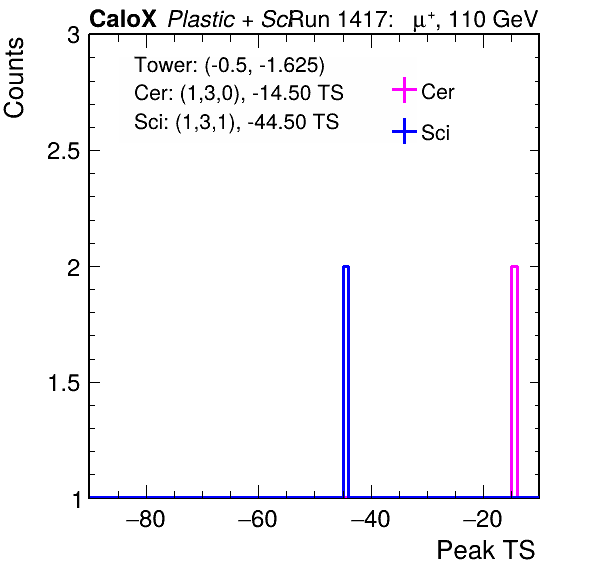 CaloX Plastic + Sci Run 1417: μ⁺, 110 GeV
Counts
3
2.5
2
1.5
1
Tower: (-0.5, -1.625)
Cer: (1,3,0), -14.50 TS
Sci: (1,3,1), -44.50 TS
Cer
Sci
−80 −60 −40 −20
Peak TS